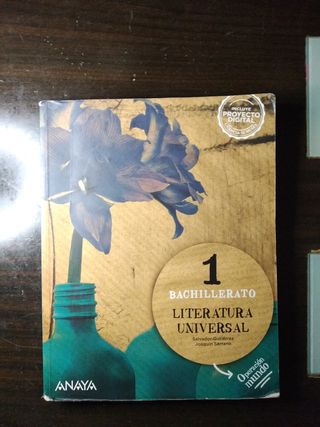 INCLUYE
PROYECTO
DIGITAL
1
BACHILLERATO
LITERATURA
UNIVERSAL
Salvador Gutiérrez
Joaquín Serrano
ANAYA
Operación
mundo